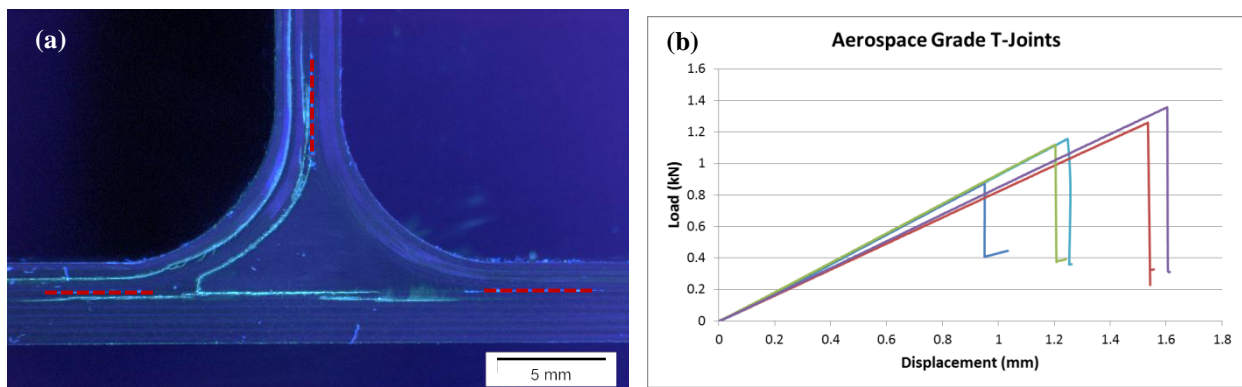 (a)
5 mm
(b)
Aerospace Grade T-Joints
Load (kN)
1.6
1.4
1.2
1
0.8
0.6
0.4
0.2
0
0 0.2 0.4 0.6 0.8 1 1.2 1.4 1.6 1.8
Displacement (mm)